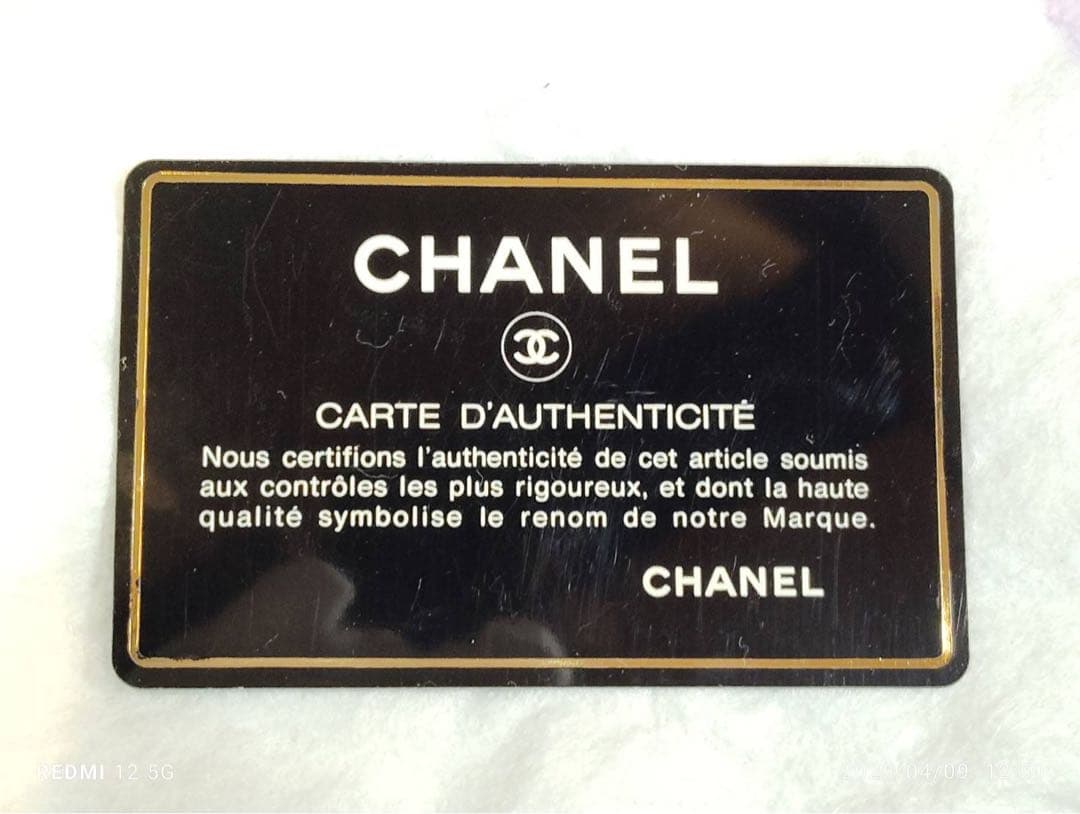 CHANEL
CARTE D'AUTHENTICITÉ
Nous certifions l'authenticité de cet article soumis
aux contrôles les plus rigoureux, et dont la haute
qualité symbolise le renom de notre Marque.
CHANEL
REDMI 12 5G